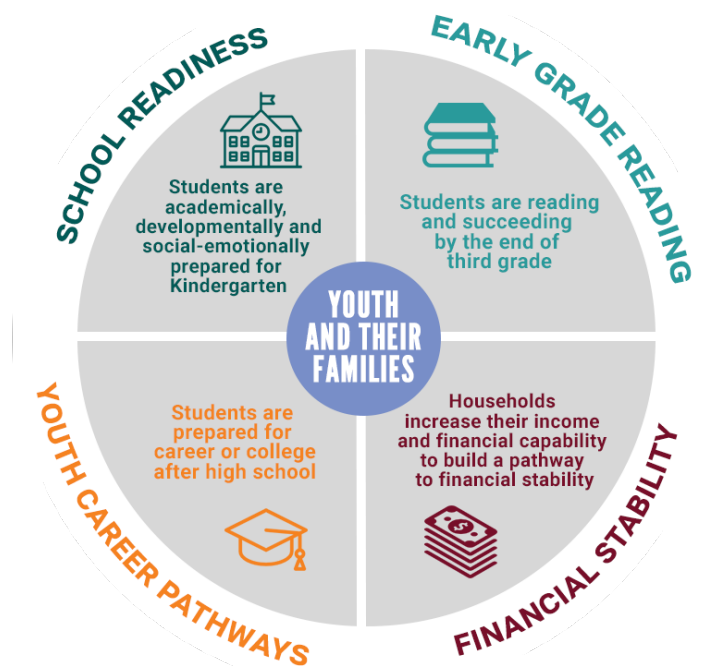 SCHOOL READINESS
Students are
academically,
developmentally and
social-emotionally
prepared for
Kindergarten
EARLY GRADE READING
Students are reading
and succeeding
by the end of
third grade
YOUTH
AND THEIR
FAMILIES
YOUTH CAREER PATHWAYS
Students are
prepared for
career or college
after high school
FINANCIAL STABILITY
Households
increase their income
and financial capability
to build a pathway
to financial stability
$